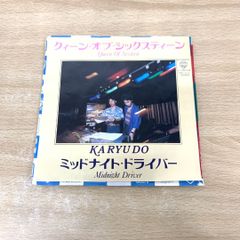 クィーン・オブ・シックスティーン
Queen Of Sixteen
KARYUDO
ミッドナイト・ドライバー
Midnight Driver